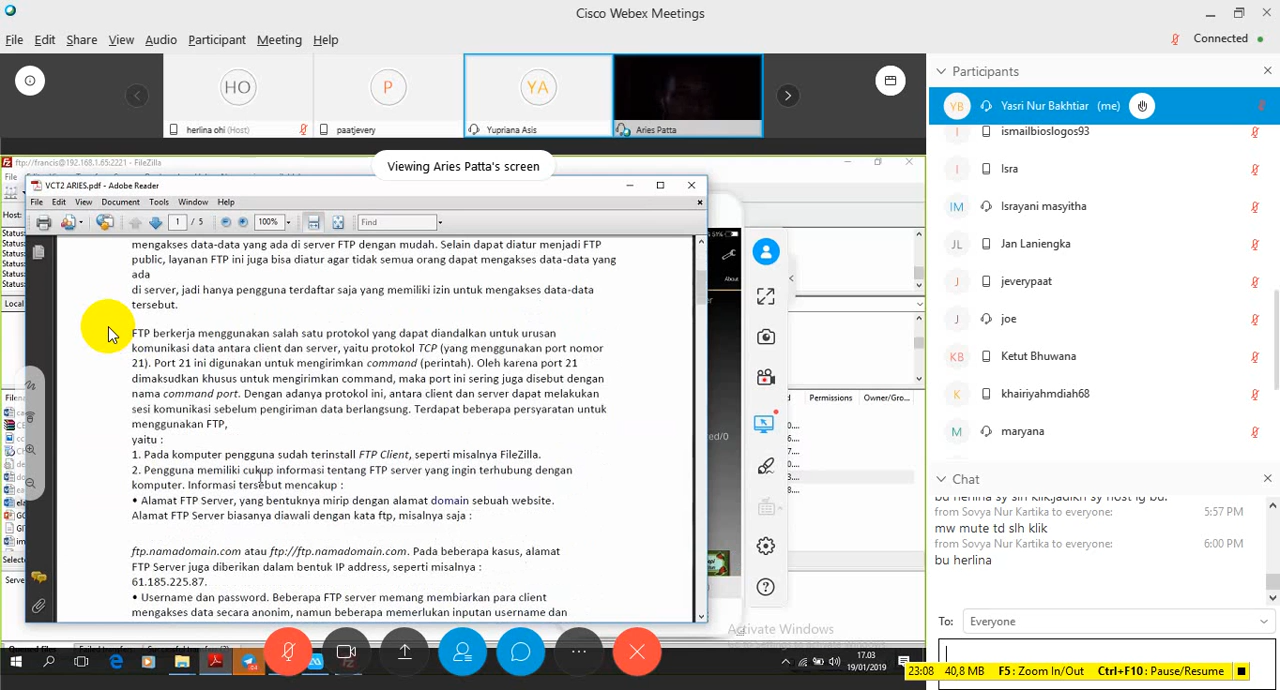 Cisco Webex Meetings
File Edit Share View Audio Participant Meeting Help
Connected
HO
herlina ohi (Host)
P
paatjevery
YA
Yupriana Asis
Aries Patta
Viewing Aries Patta's screen
ftp://francis@192.168.1.65:2221 - FileZilla
Host:
Status:
Status:
Status:
Status:
Local
VCT2 ARIES.pdf - Adobe Reader
File Edit View Document Tools Window Help
1 / 5 100% Find
mengakses data-data yang ada di server FTP dengan mudah. Selain dapat diatur menjadi FTP
public, layanan FTP ini juga bisa diatur agar tidak semua orang dapat mengakses data-data yang
ada
di server, jadi hanya pengguna terdaftar saja yang memiliki izin untuk mengakses data-data
tersebut.
FTP berkerja menggunakan salah satu protokol yang dapat diandalkan untuk urusan
komunikasi data antara client dan server, yaitu protokol TCP (yang menggunakan port nomor
21). Port 21 ini digunakan untuk mengirimkan command (perintah). Oleh karena port 21
dimaksudkan khusus untuk mengirimkan command, maka port ini sering juga disebut dengan
nama command port. Dengan adanya protokol ini, antara client dan server dapat melakukan
sesi komunikasi sebelum pengiriman data berlangsung. Terdapat beberapa persyaratan untuk
menggunakan FTP,
yaitu :
1. Pada komputer pengguna sudah terinstall FTP Client, seperti misalnya FileZilla.
2. Pengguna memiliki cukup informasi tentang FTP server yang ingin terhubung dengan
komputer. Informasi tersebut mencakup :
• Alamat FTP Server, yang bentuknya mirip dengan alamat domain sebuah website.
Alamat FTP Server biasanya diawali dengan kata ftp, misalnya saja :
ftp.namadomain.com atau ftp://ftp.namadomain.com. Pada beberapa kasus, alamat
FTP Server juga diberikan dalam bentuk IP address, seperti misalnya :
61.185.225.87.
• Username dan password. Beberapa FTP server memang membiarkan para client
mengakses data secara anonim, namun beberapa memerlukan inputan username dan
About
Permissions Owner/Gro...
Activate Windows
17.03
19/01/2019
Participants
YB Yasri Nur Bakhtiar (me)
I ismailbioslogos93
I Isra
IM Israyani masyitha
JL Jan Laniengka
J jeverypaat
J joe
KB Ketut Bhuwana
K khairiyahmdiah68
M maryana
Chat
from Sovya Nur Kartika to everyone: 5:57 PM
mw mute td slh klik
from Sovya Nur Kartika to everyone: 6:00 PM
bu herlina
To: Everyone
23:08 40,8 MB F5: Zoom In/Out Ctrl+F10: Pause/Resume